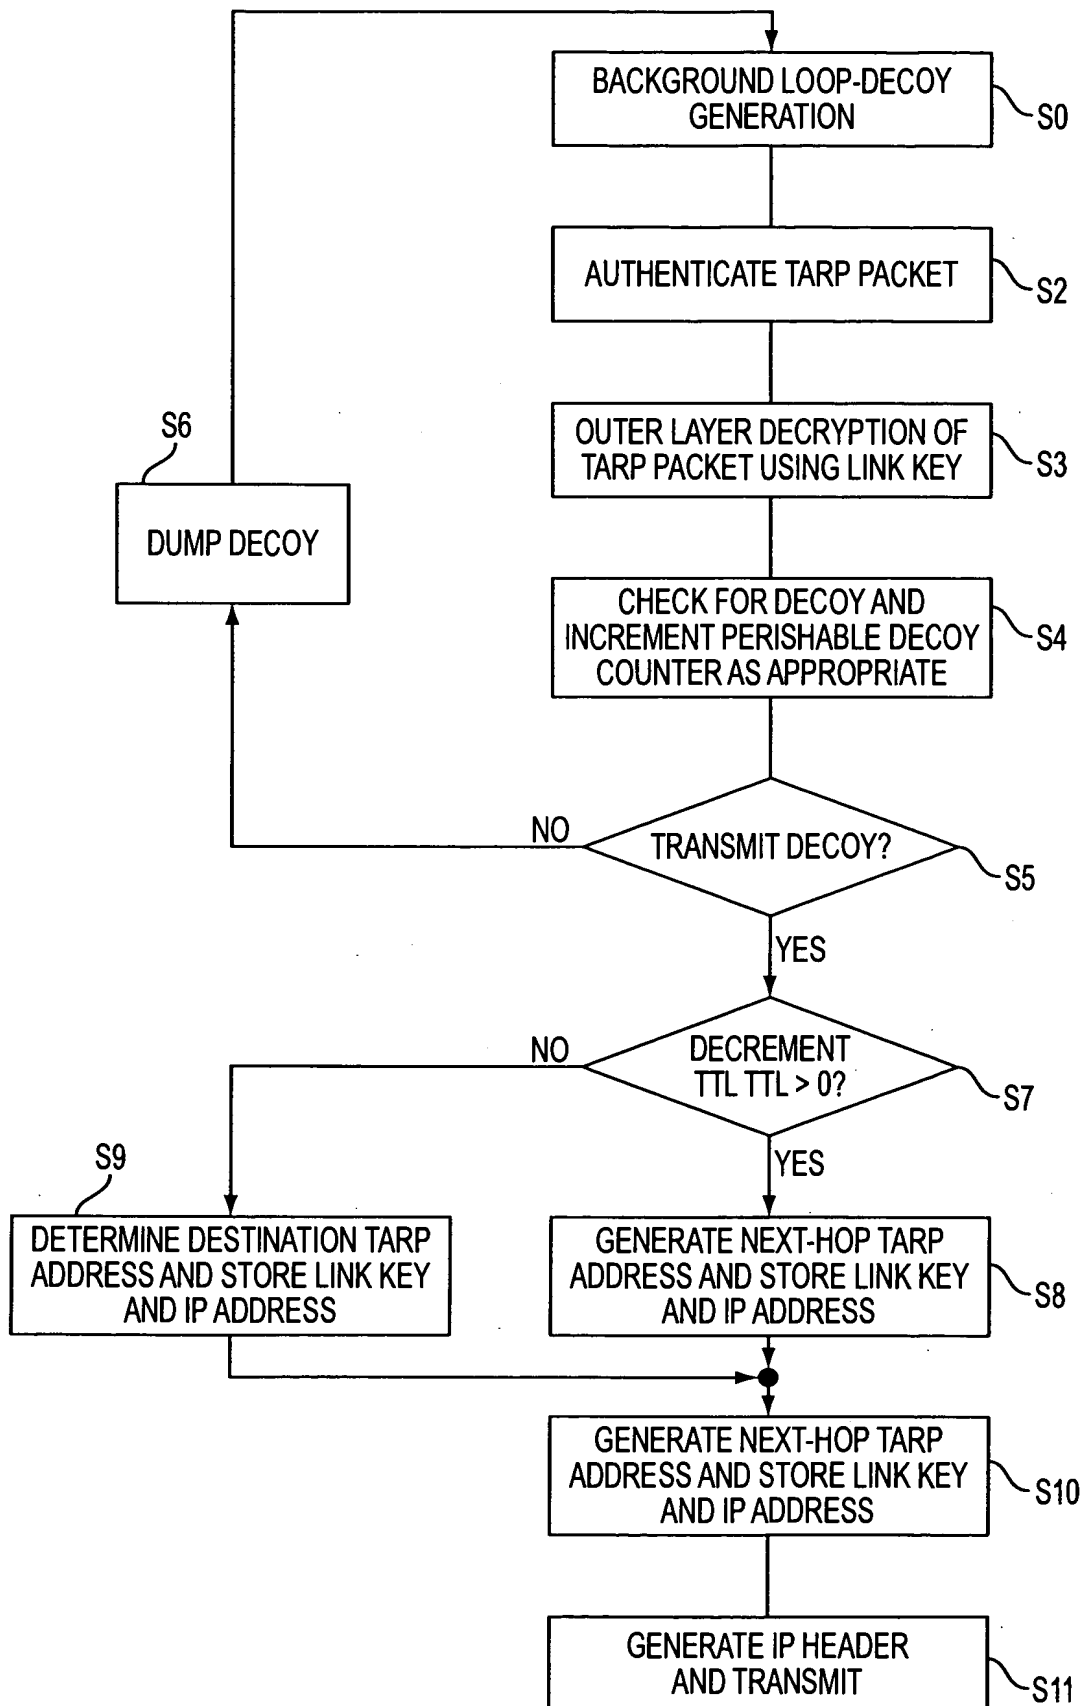 BACKGROUND LOOP-DECOY
GENERATION
S0
AUTHENTICATE TARP PACKET
S2
OUTER LAYER DECRYPTION OF
TARP PACKET USING LINK KEY
S3
S6
DUMP DECOY
CHECK FOR DECOY AND
INCREMENT PERISHABLE DECOY
COUNTER AS APPROPRIATE
S4
NO
TRANSMIT DECOY?
S5
YES
NO
DECREMENT
TTL TTL > 0?
S7
YES
S9
DETERMINE DESTINATION TARP
ADDRESS AND STORE LINK KEY
AND IP ADDRESS
GENERATE NEXT-HOP TARP
ADDRESS AND STORE LINK KEY
AND IP ADDRESS
S8
GENERATE NEXT-HOP TARP
ADDRESS AND STORE LINK KEY
AND IP ADDRESS
S10
GENERATE IP HEADER
AND TRANSMIT
S11